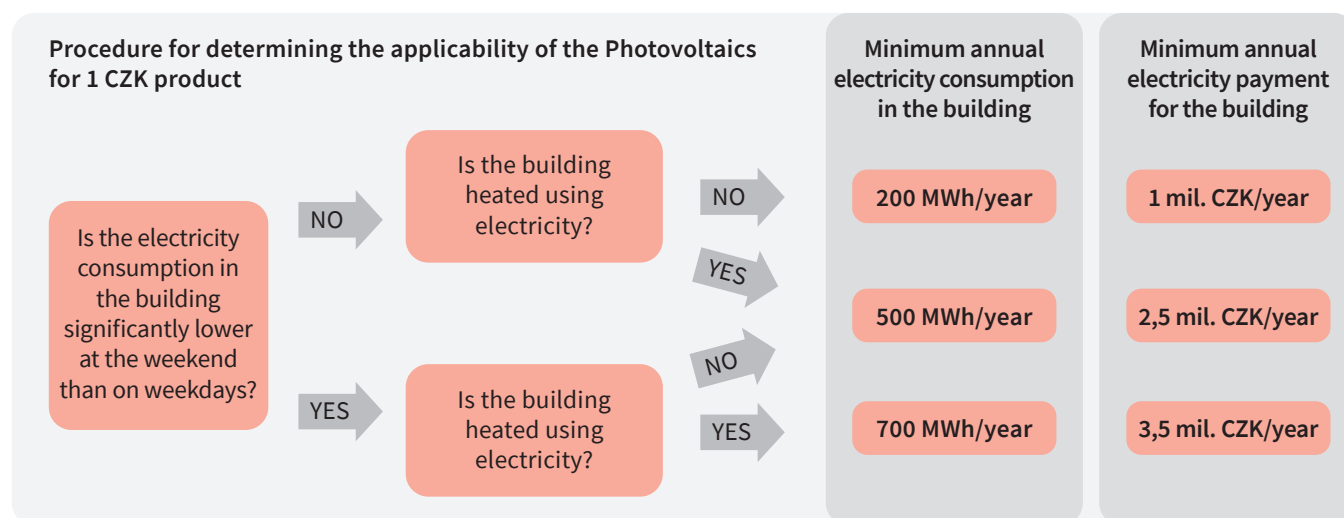 Procedure for determining the applicability of the Photovoltaics
for 1 CZK product
Minimum annual
electricity consumption
in the building
Minimum annual
electricity payment
for the building
Is the electricity
consumption in
the building
significantly lower
at the weekend
than on weekdays?
NO
Is the building
heated using
electricity?
NO
200 MWh/year
1 mil. CZK/year
YES
500 MWh/year
2,5 mil. CZK/year
NO
YES
Is the building
heated using
electricity?
YES
700 MWh/year
3,5 mil. CZK/year